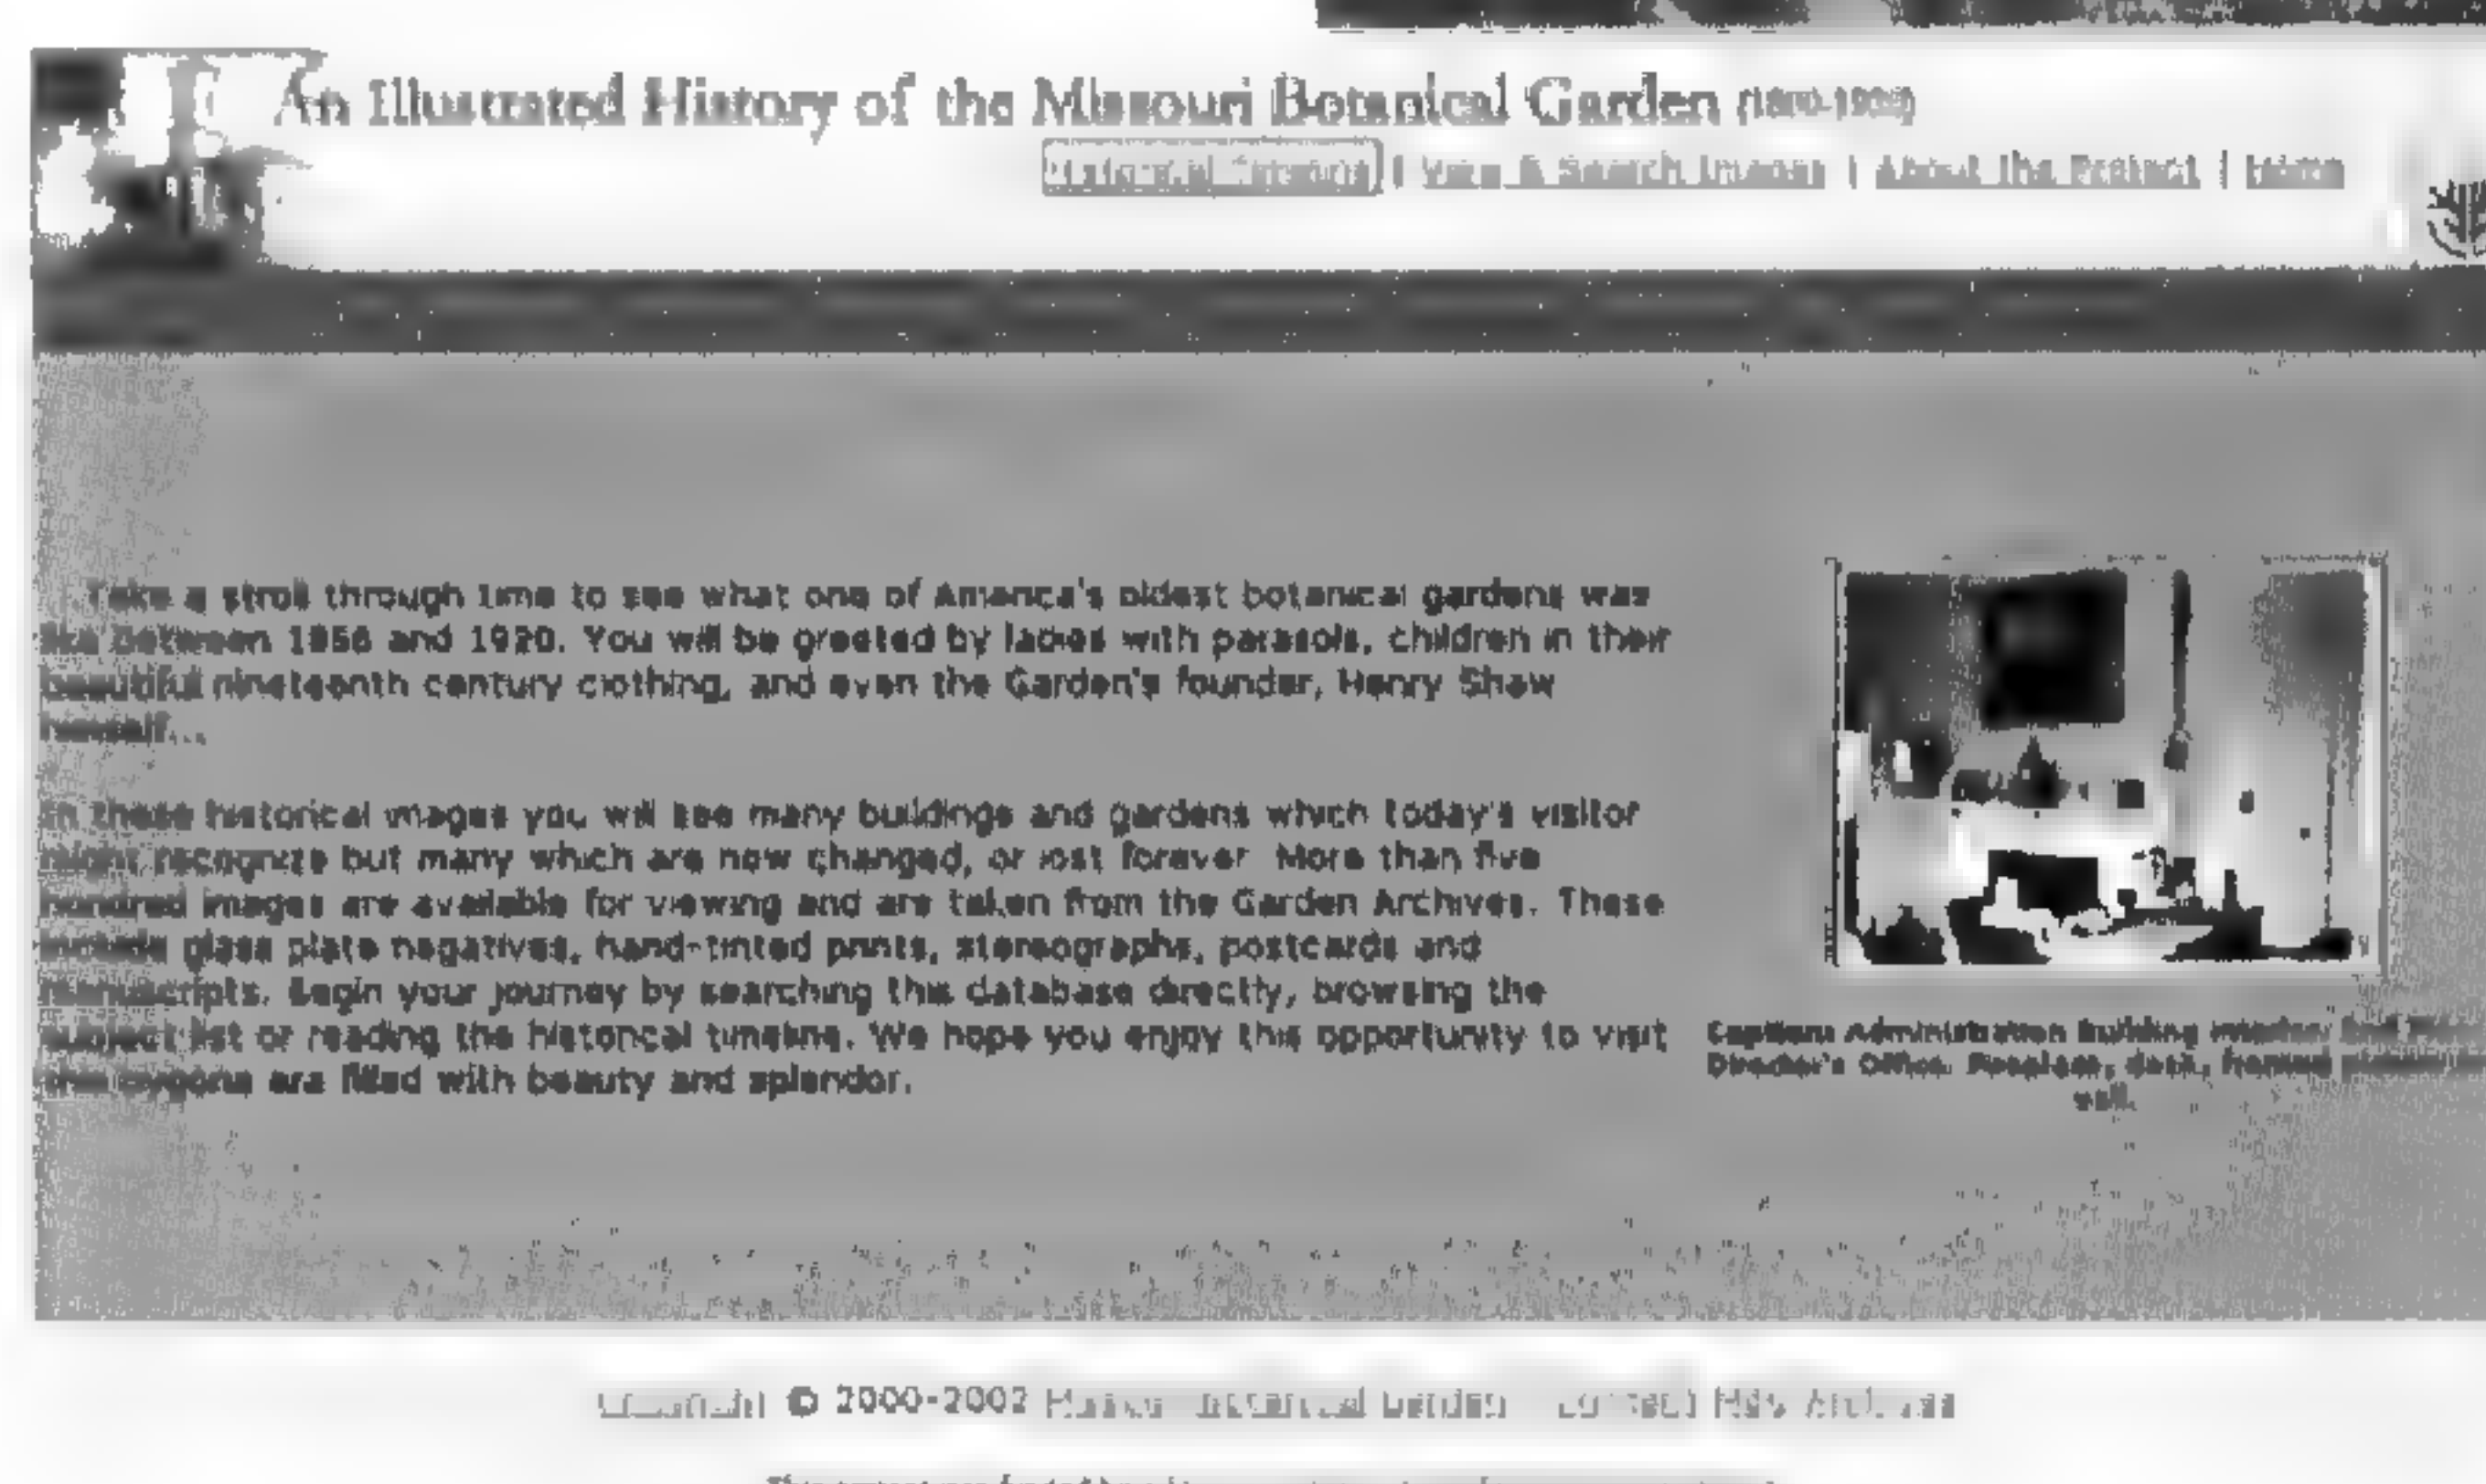 An Illustrated History of the Missouri Botanical Garden
View & Search Images | About the Project | Home
Take a stroll through time to see what one of America's oldest botanical gardens was
like between 1856 and 1920. You will be greeted by ladies with parasols, children in their
beautiful nineteenth century clothing, and even the Garden's founder, Henry Shaw
himself...
In these historical images you will see many buildings and gardens which today's visitor
might recognize but many which are now changed, or lost forever. More than five
hundred images are available for viewing and are taken from the Garden Archives. These
include glass plate negatives, hand-tinted prints, stereographs, postcards and
manuscripts. Begin your journey by searching this database directly, browsing the
subject list or reading the historical timeline. We hope you enjoy this opportunity to visit
are filled with beauty and splendor.
Administration Building interior.
Director's Office. Fireplace, desk, framed
wall.
Copyright © 2000-2002 Missouri Botanical Garden